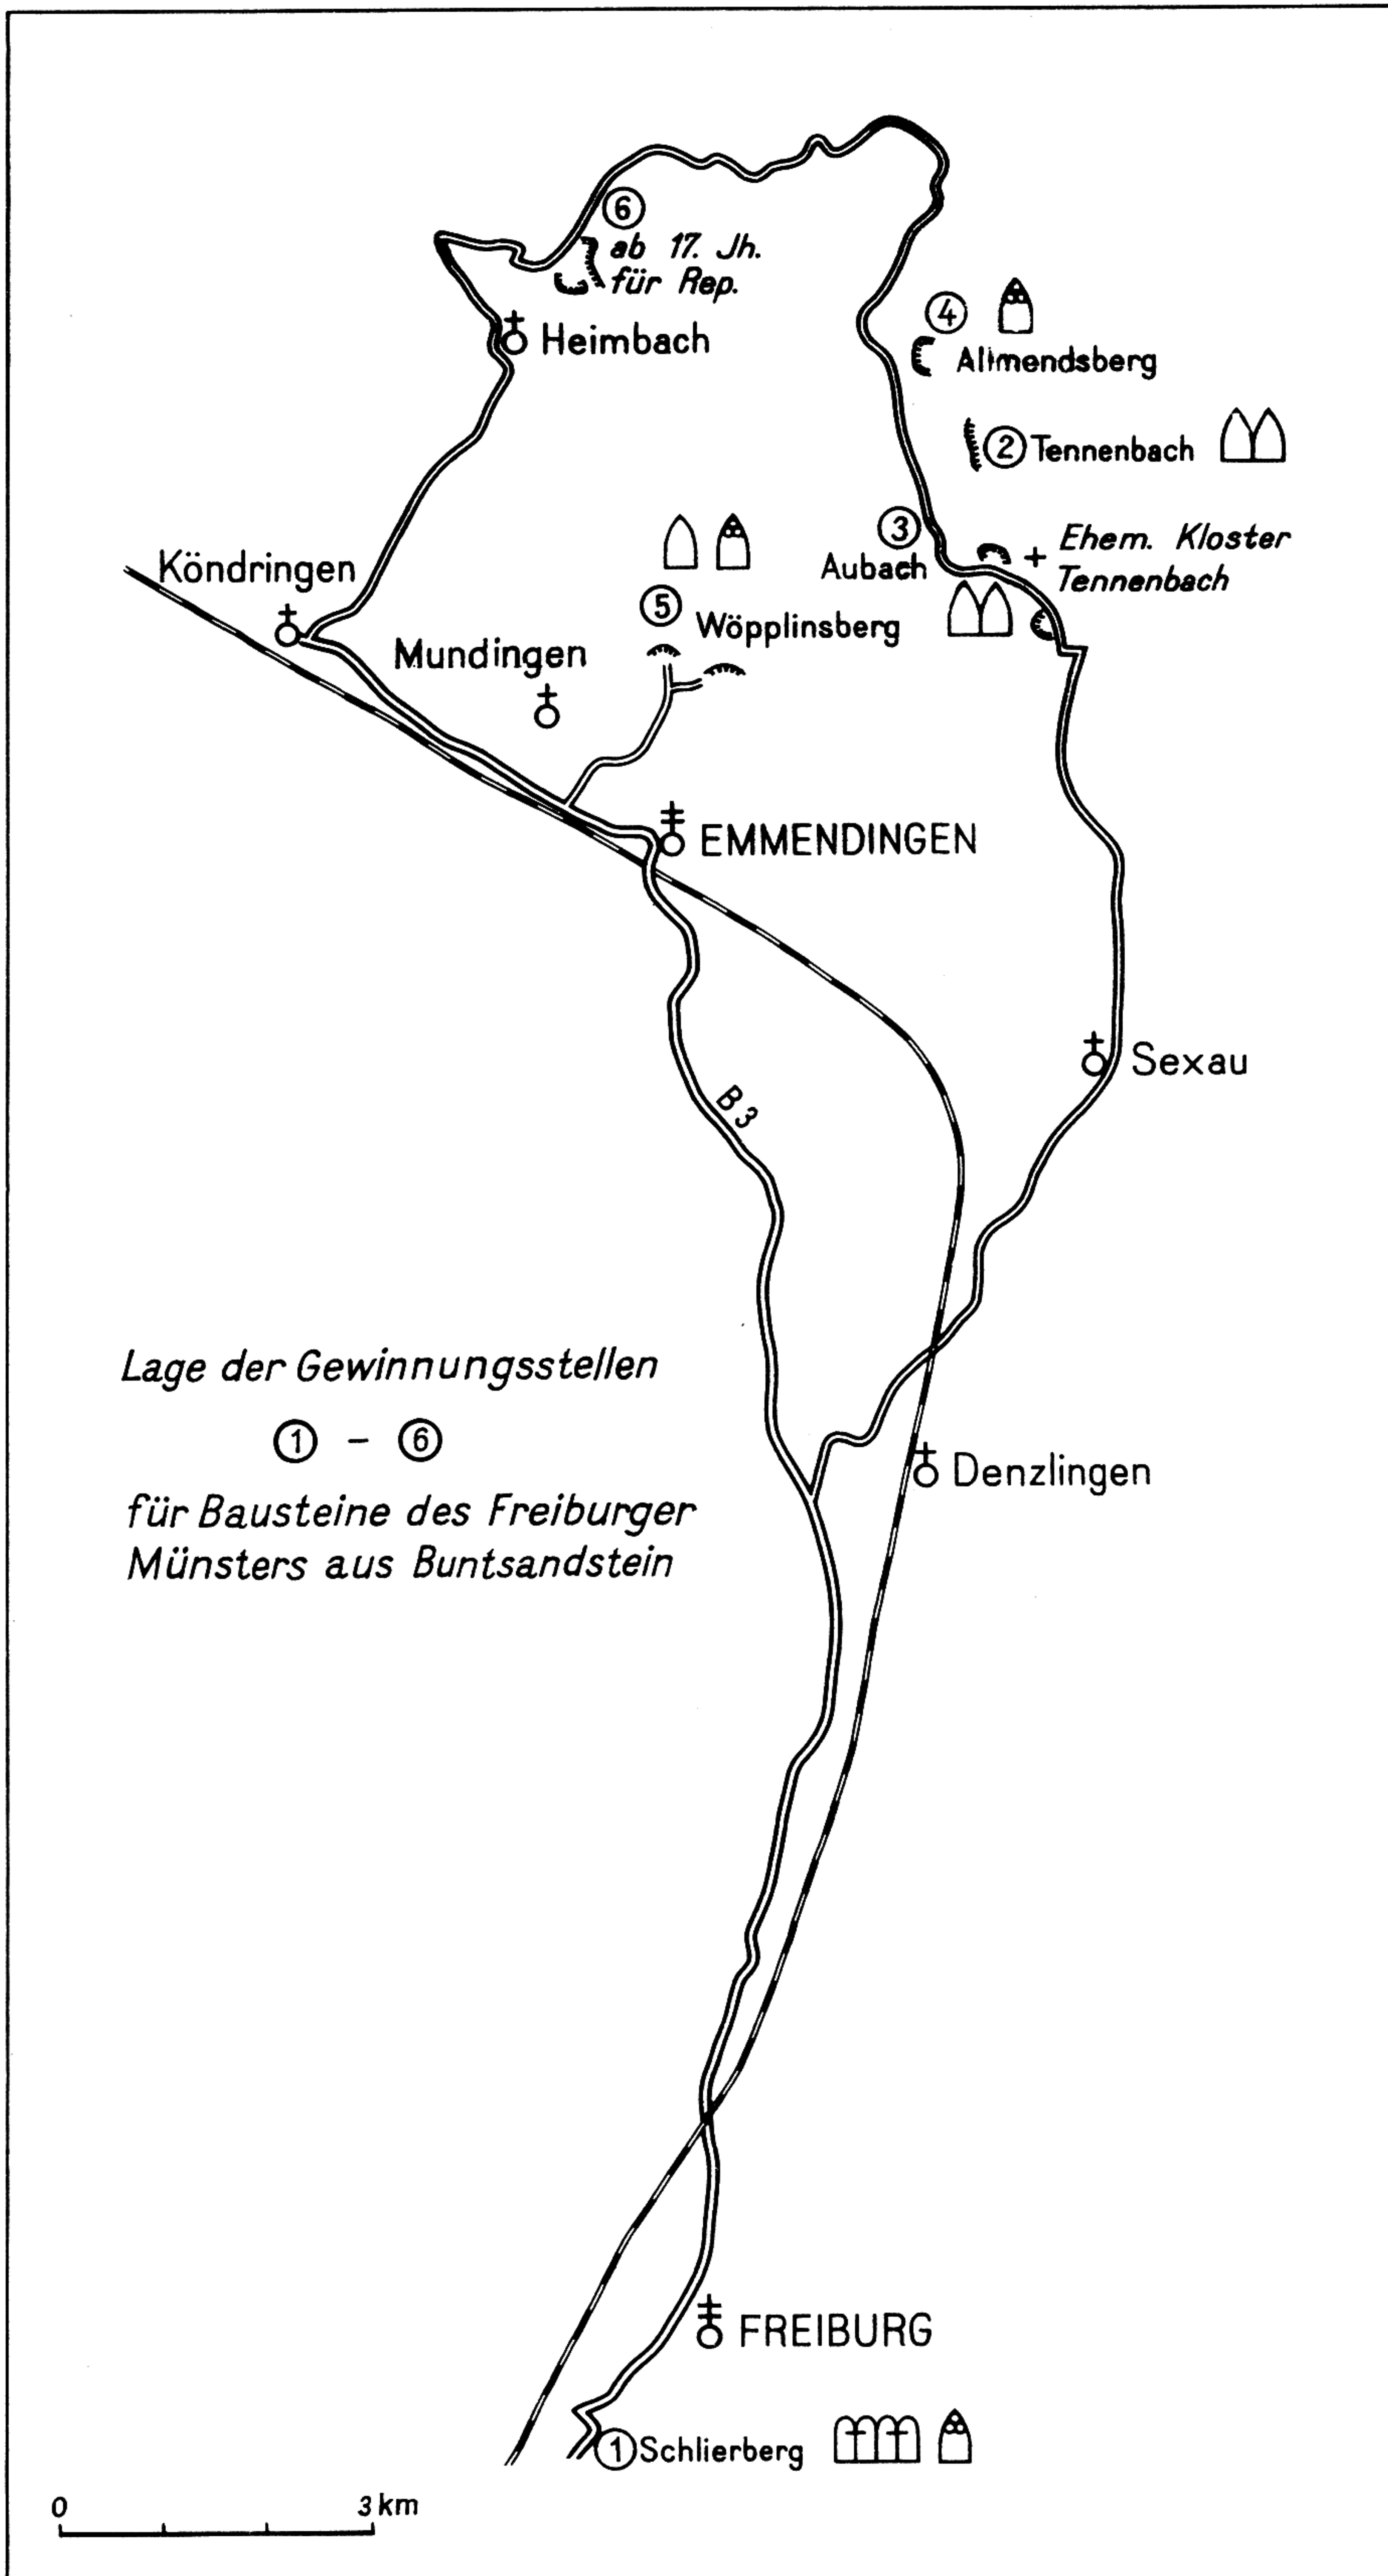 6
ab 17. Jh.
für Rep.
4
Heimbach
Allmendsberg
2 Tennenbach
3
Ehem. Kloster
Tennenbach
Köndringen
Aubach
5
Wöpplinsberg
Mundingen
EMMENDINGEN
Sexau
B 3
Lage der Gewinnungsstellen
1 - 6
für Bausteine des Freiburger
Münsters aus Buntsandstein
Denzlingen
FREIBURG
1 Schlierberg
0 3 km